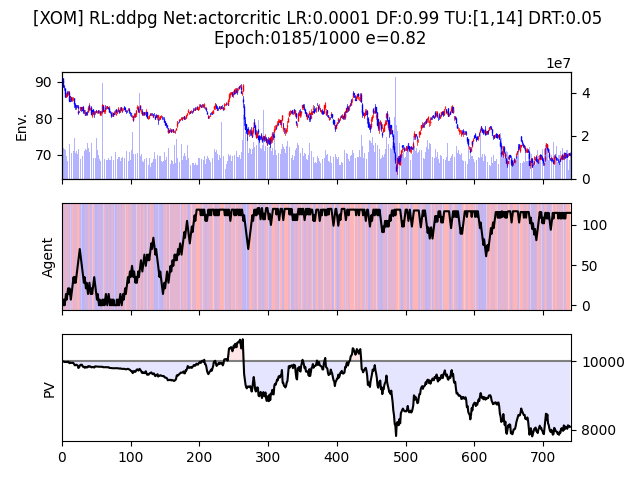 [XOM] RL:ddpg Net:actorcritic LR:0.0001 DF:0.99 TU:[1,14] DRT:0.05
Epoch:0185/1000 e=0.82
1e7
Env.
90
80
70
4
2
0
Agent
100
50
0
PV
10000
8000
0 100 200 300 400 500 600 700